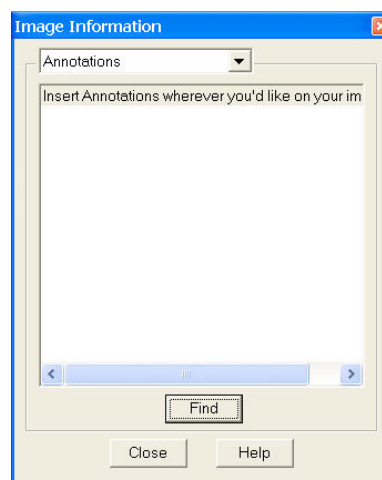 Image Information
Annotations
Insert Annotations wherever you'd like on your im
Find
Close
Help